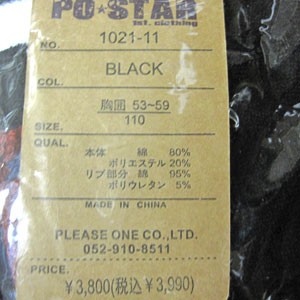 PO★STAR
int. clothing
NO. 1021-11
COL. BLACK
胸囲 53~59
SIZE. 110
QUAL.
本体 綿 80%
ポリエステル 20%
リブ部分 綿 95%
ポリウレタン 5%
MADE IN CHINA
PLEASE ONE CO.,LTD.
052-910-8511
PRICE.
¥3,800(税込¥3,990)